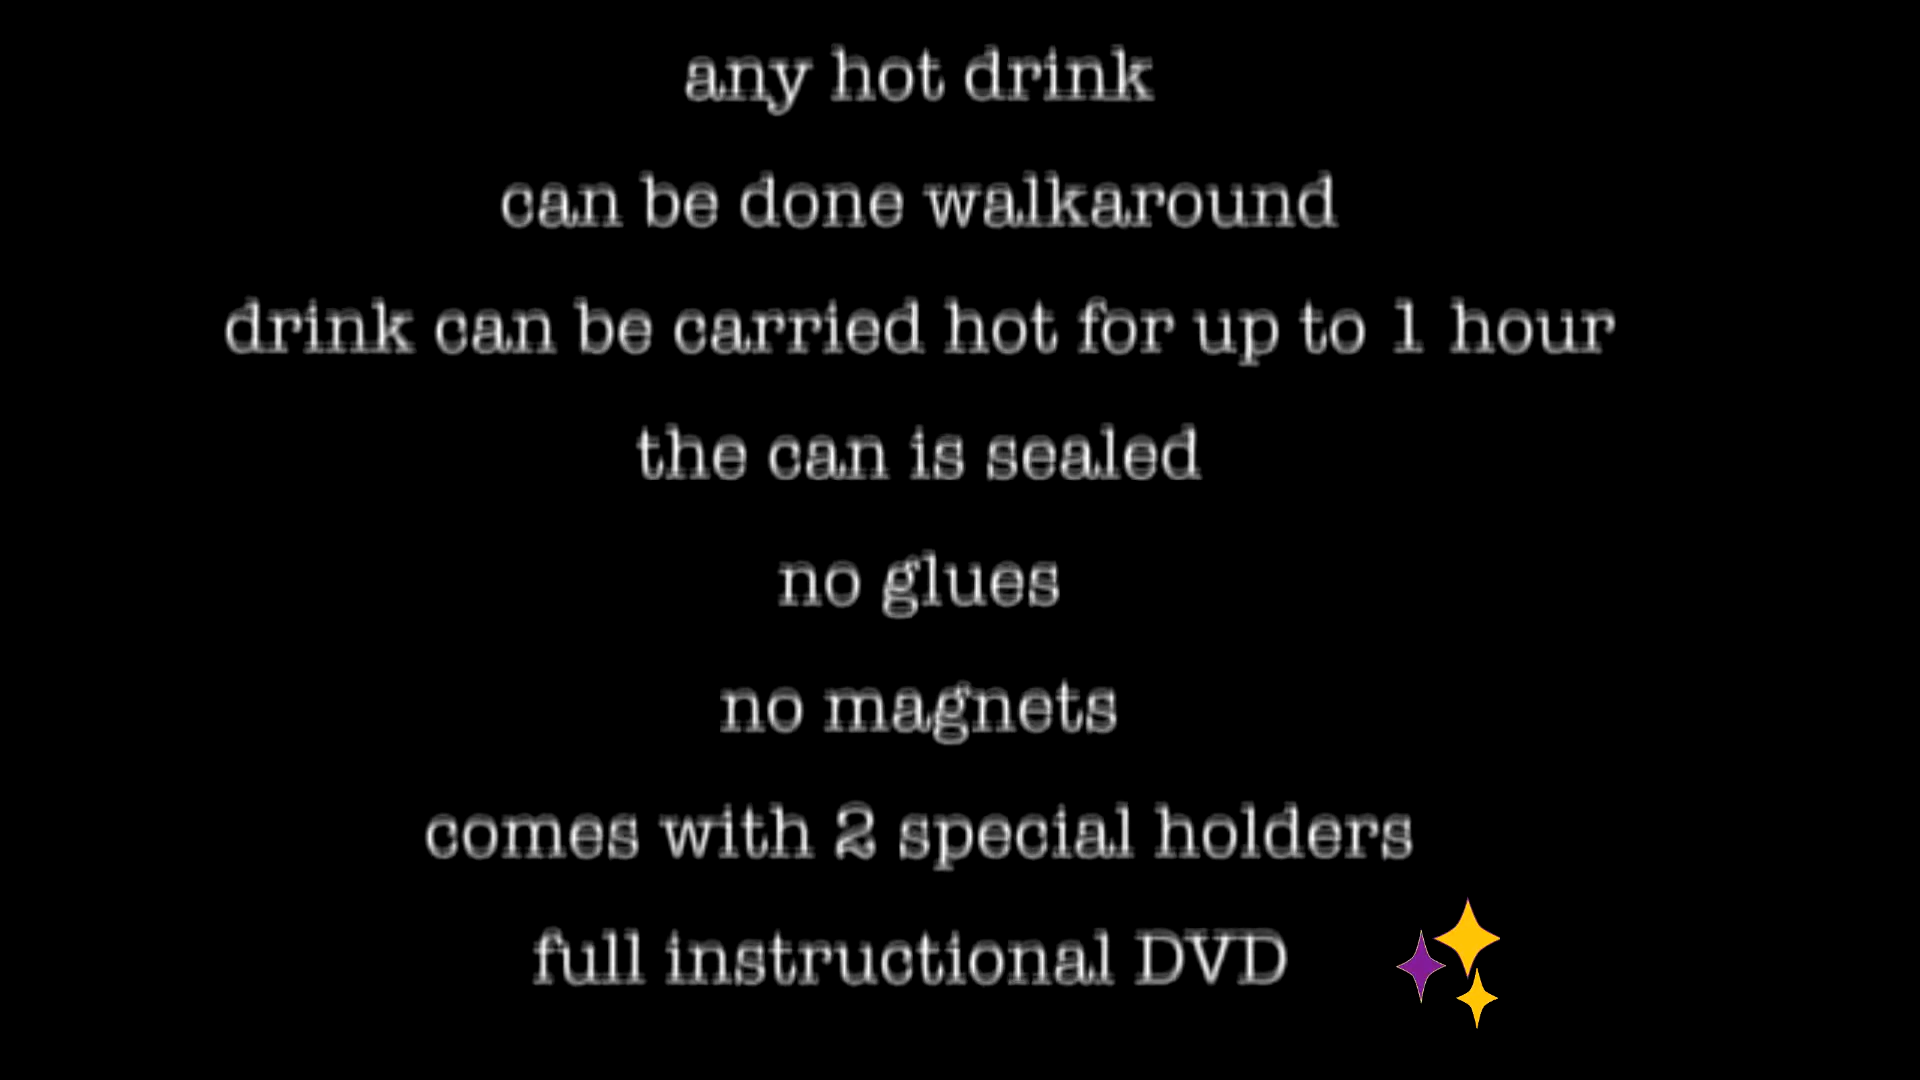 any hot drink
can be done walkaround
drink can be carried hot for up to 1 hour
the can is sealed
no glues
no magnets
comes with 2 special holders
full instructional DVD